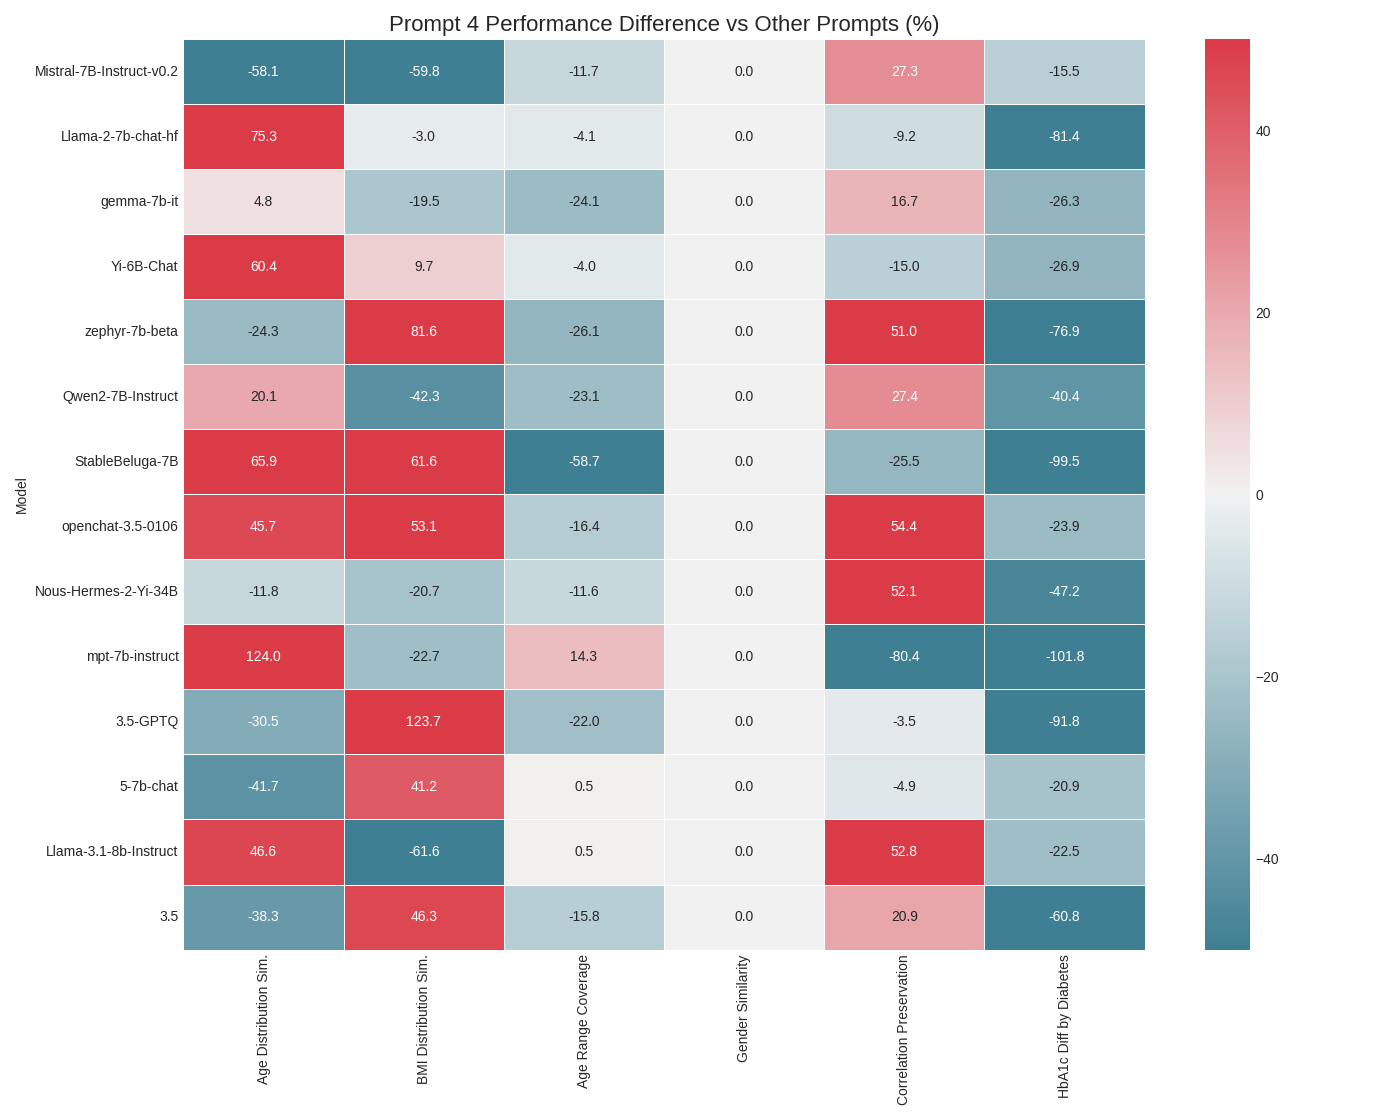 Prompt 4 Performance Difference vs Other Prompts (%)
Model
Mistral-7B-Instruct-v0.2 -58.1 -59.8 -11.7 0.0 27.3 -15.5
Llama-2-7b-chat-hf 75.3 -3.0 -4.1 0.0 -9.2 -81.4
gemma-7b-it 4.8 -19.5 -24.1 0.0 16.7 -26.3
Yi-6B-Chat 60.4 9.7 -4.0 0.0 -15.0 -26.9
zephyr-7b-beta -24.3 81.6 -26.1 0.0 51.0 -76.9
Qwen2-7B-Instruct 20.1 -42.3 -23.1 0.0 27.4 -40.4
StableBeluga-7B 65.9 61.6 -58.7 0.0 -25.5 -99.5
openchat-3.5-0106 45.7 53.1 -16.4 0.0 54.4 -23.9
Nous-Hermes-2-Yi-34B -11.8 -20.7 -11.6 0.0 52.1 -47.2
mpt-7b-instruct 124.0 -22.7 14.3 0.0 -80.4 -101.8
3.5-GPTQ -30.5 123.7 -22.0 0.0 -3.5 -91.8
5-7b-chat -41.7 41.2 0.5 0.0 -4.9 -20.9
Llama-3.1-8b-Instruct 46.6 -61.6 0.5 0.0 52.8 -22.5
3.5 -38.3 46.3 -15.8 0.0 20.9 -60.8
Age Distribution Sim.
BMI Distribution Sim.
Age Range Coverage
Gender Similarity
Correlation Preservation
HbA1c Diff by Diabetes
40
20
0
−20
−40